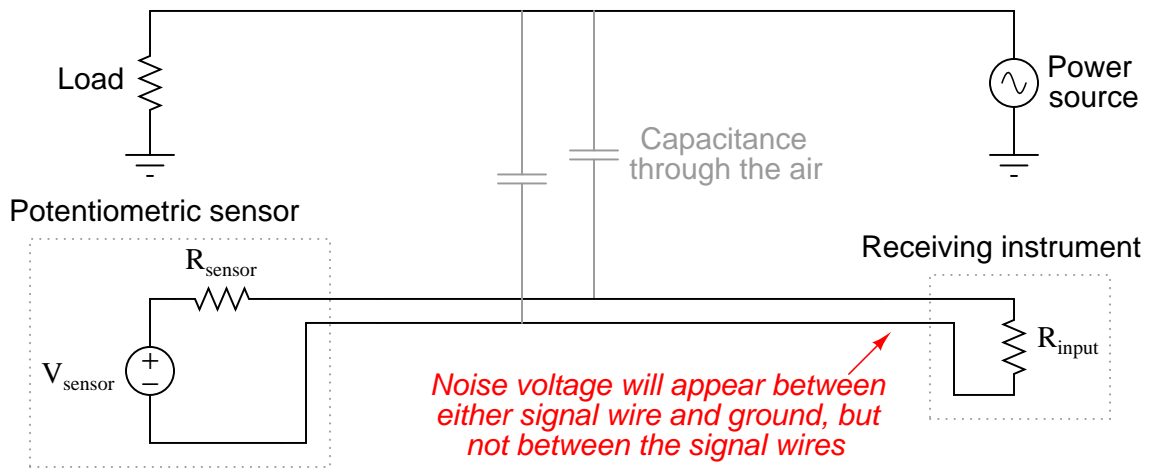 Load
Power
source
Capacitance
through the air
Potentiometric sensor
Receiving instrument
Rsensor
Rinput
+
−
Vsensor
Noise voltage will appear between
either signal wire and ground, but
not between the signal wires